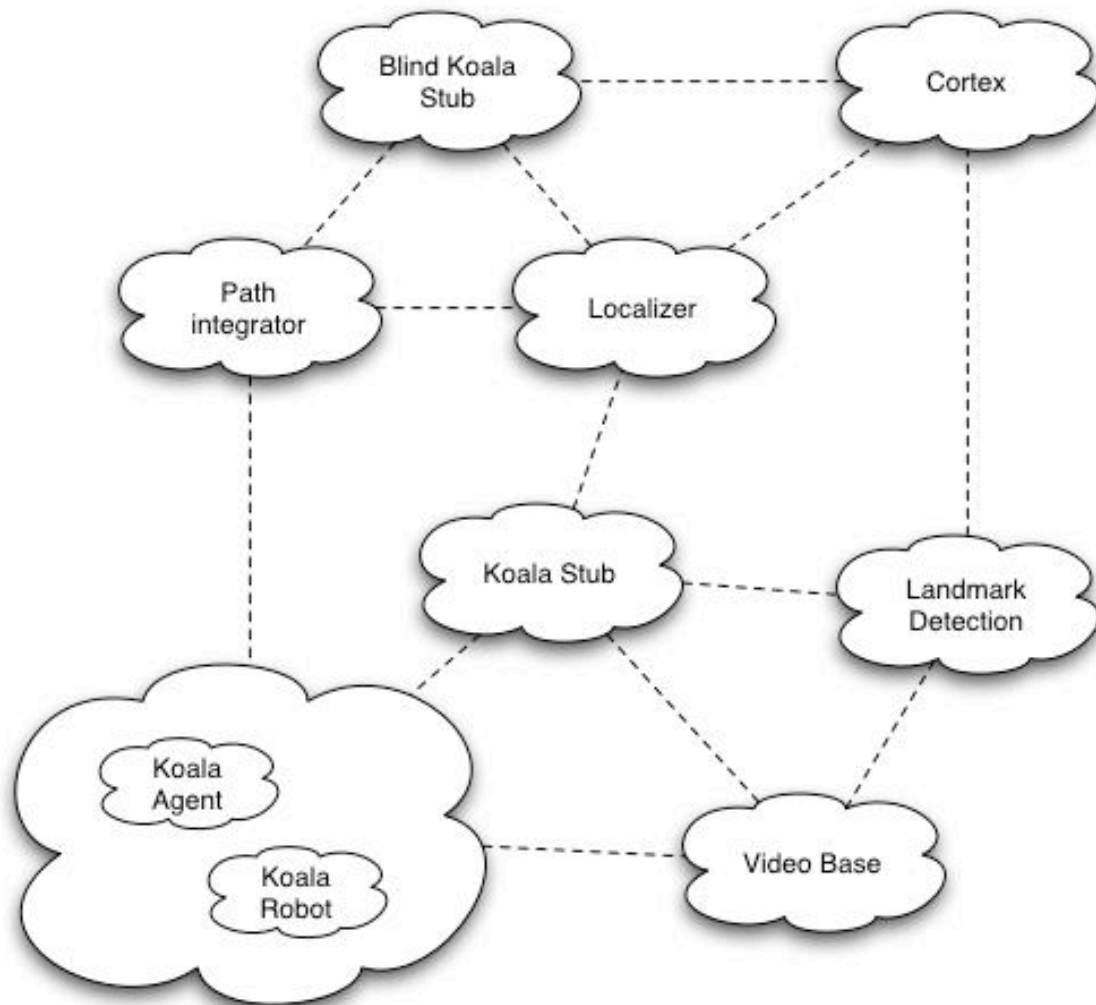 Blind Koala
Stub
Cortex
Path
integrator
Localizer
Koala Stub
Landmark
Detection
Koala
Agent
Koala
Robot
Video Base